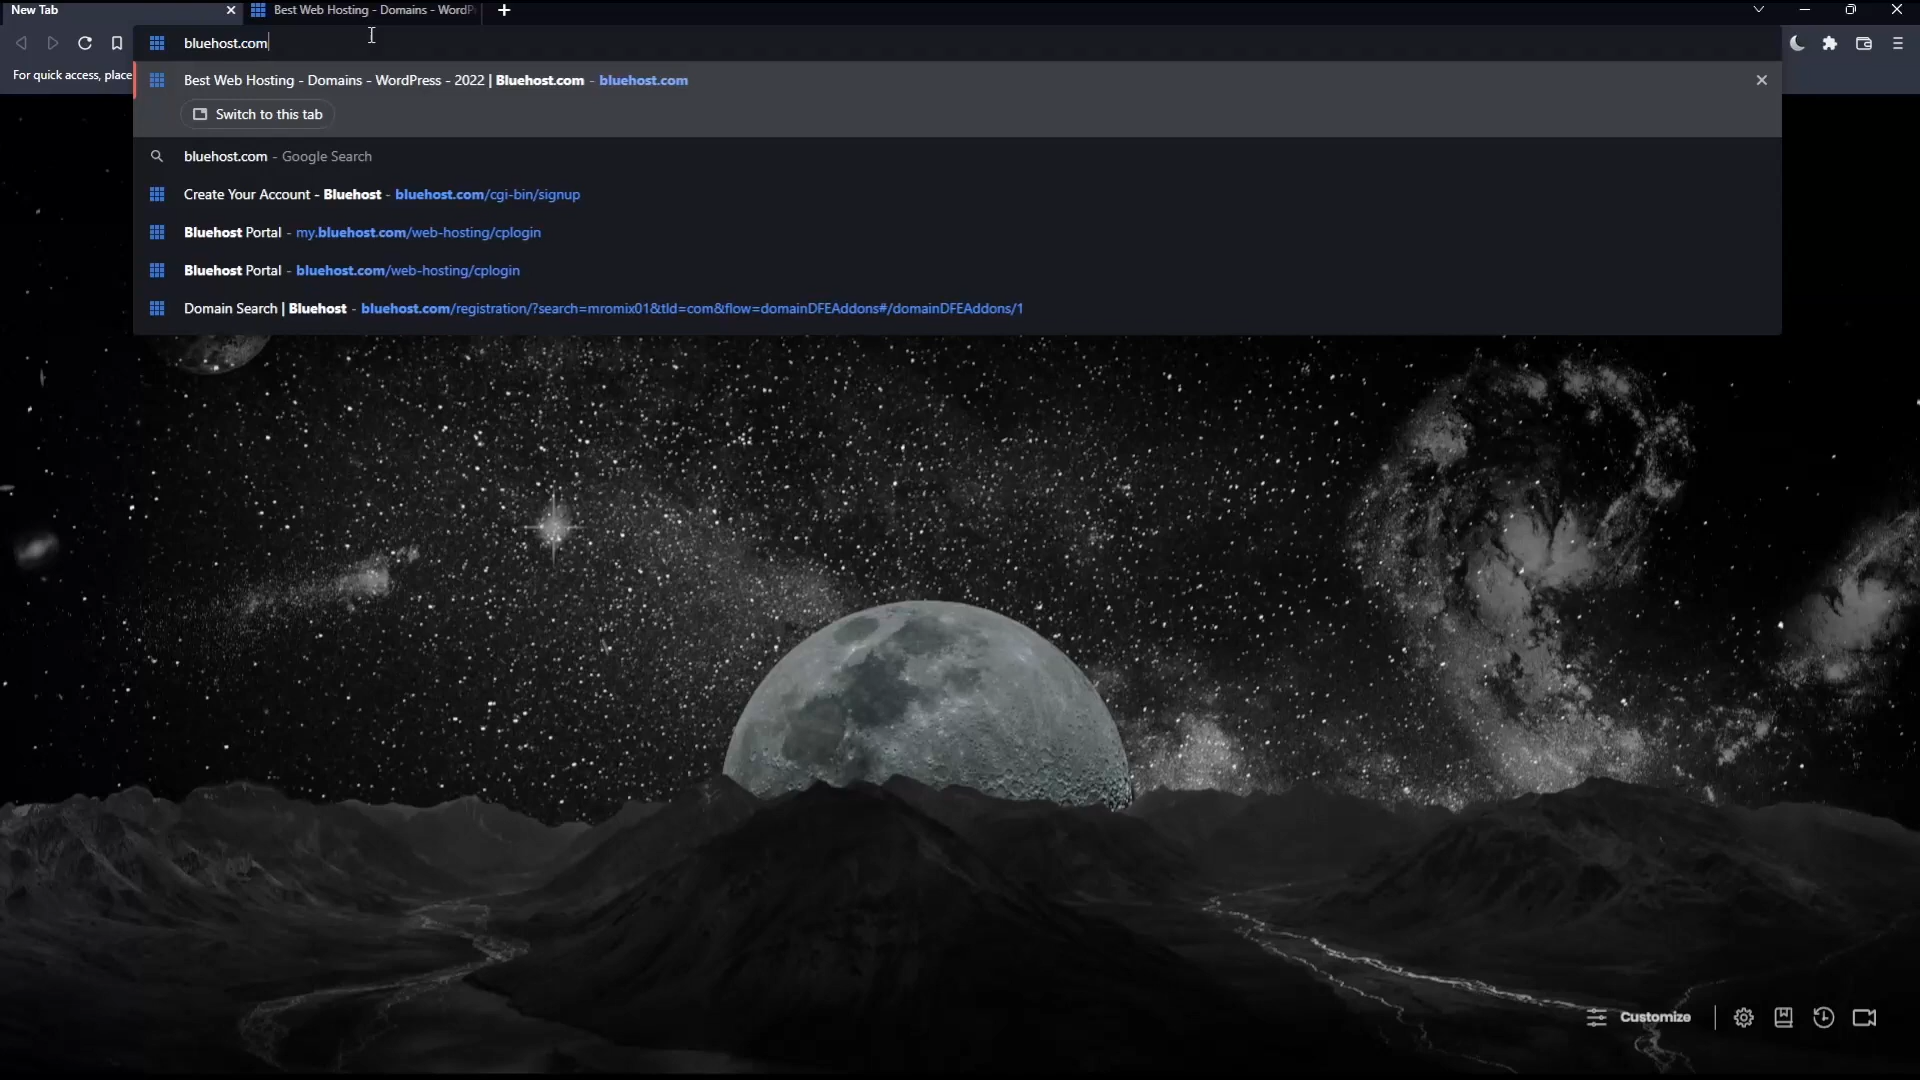 New Tab
Best Web Hosting - Domains - WordP
bluehost.com
For quick access, place
Best Web Hosting - Domains - WordPress - 2022 | Bluehost.com - bluehost.com
Switch to this tab
bluehost.com - Google Search
Create Your Account - Bluehost - bluehost.com/cgi-bin/signup
Bluehost Portal - my.bluehost.com/web-hosting/cplogin
Bluehost Portal - bluehost.com/web-hosting/cplogin
Domain Search | Bluehost - bluehost.com/registration/?search=mromix01&tld=com&flow=domainDFEAddons#/domainDFEAddons/1
Customize